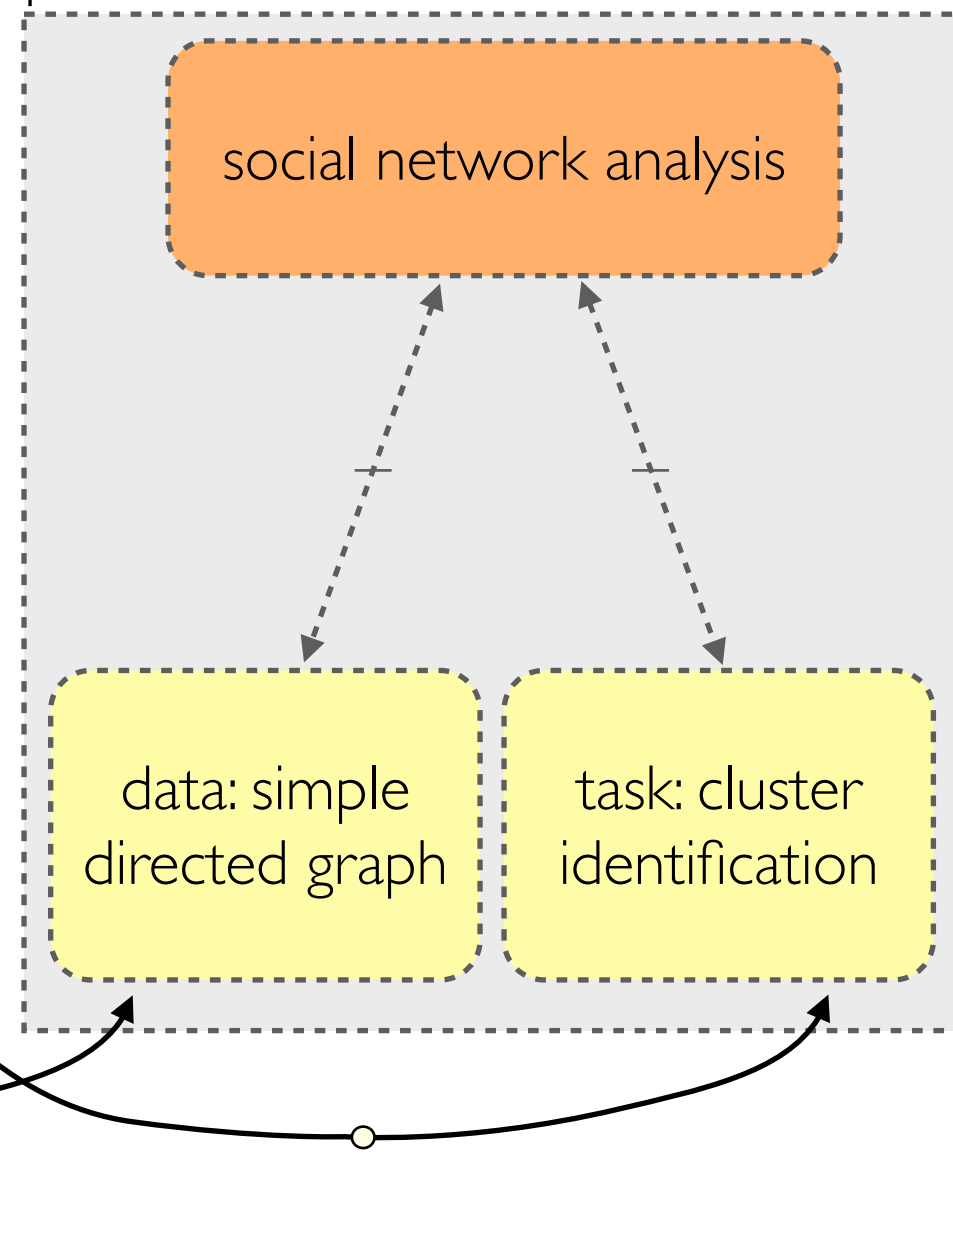 social network analysis
data: simple
directed graph
task: cluster
identification